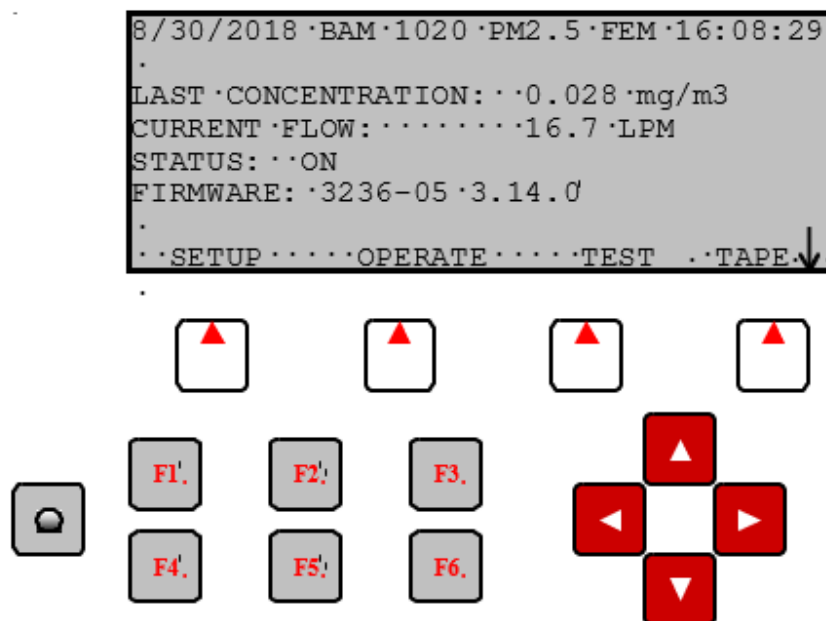 8/30/2018 BAM 1020 PM2.5 FEM 16:08:29
LAST CONCENTRATION: 0.028 mg/m3
CURRENT FLOW: 16.7 LPM
STATUS: ON
FIRMWARE: 3236-05 3.14.0
SETUP OPERATE TEST TAPE
F1 F2 F3
F4 F5 F6